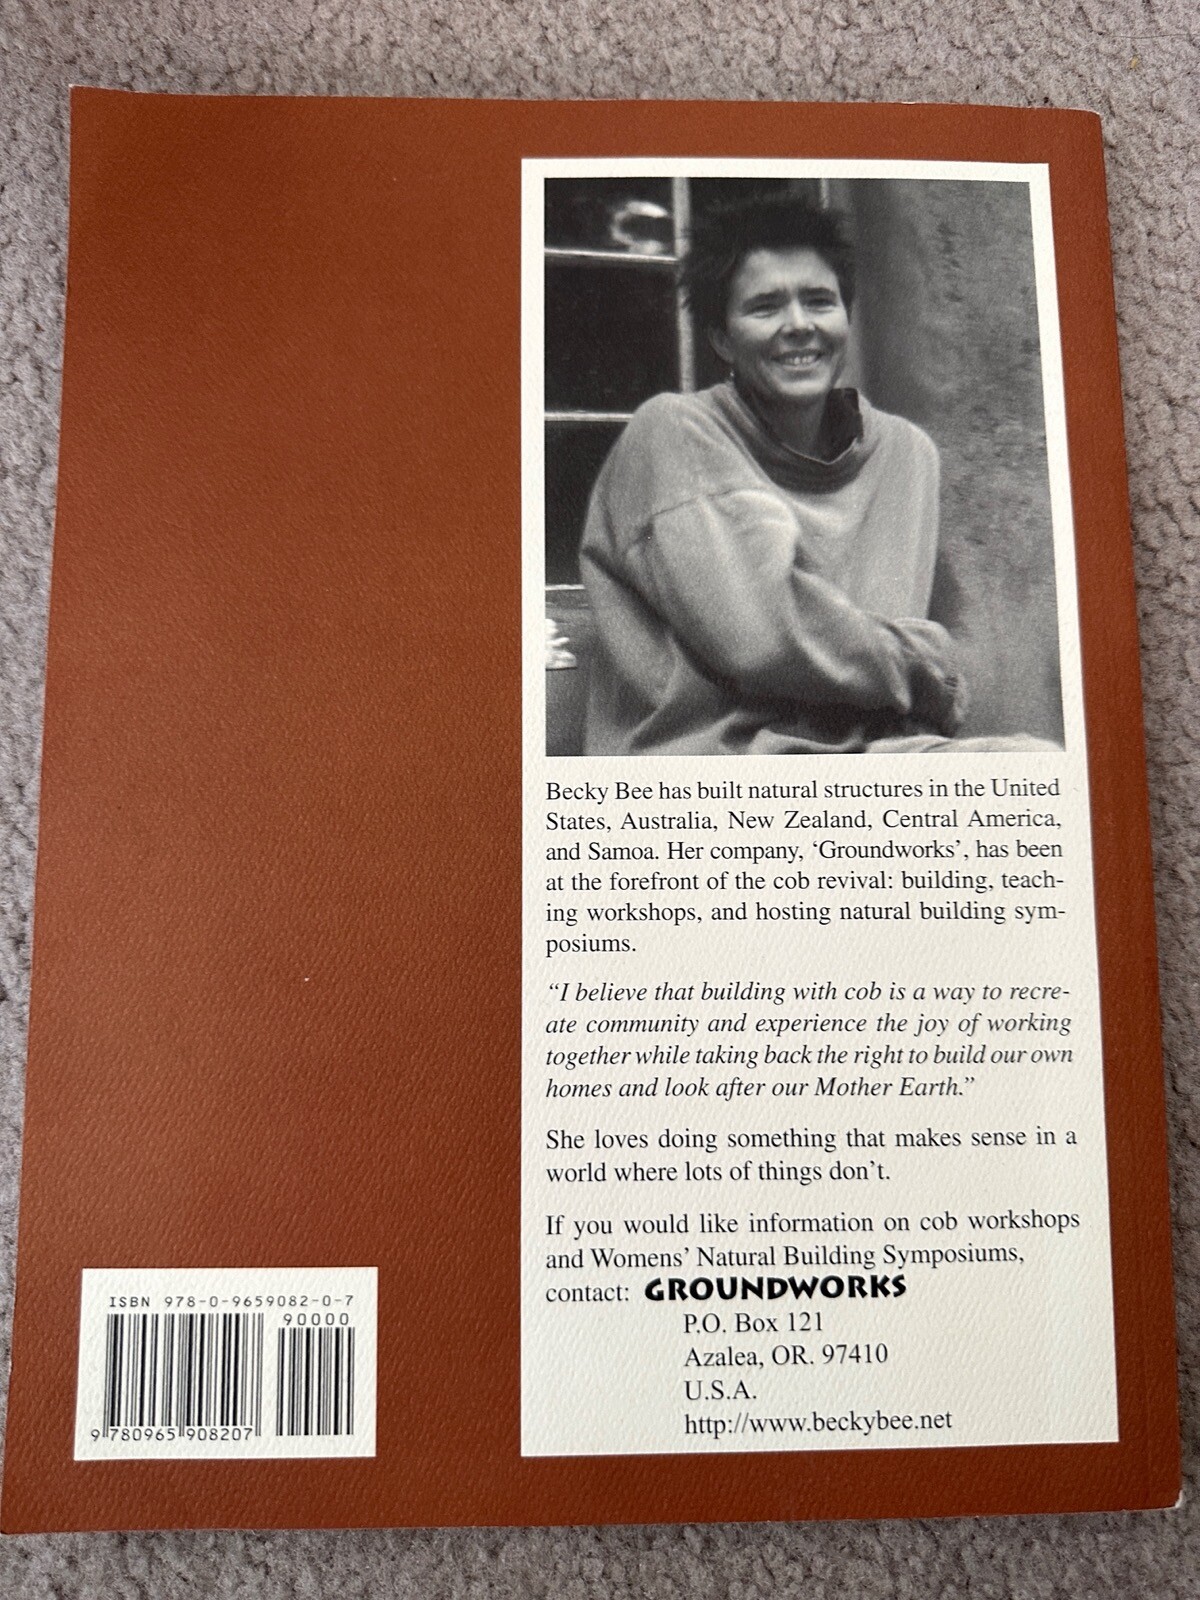 Becky Bee has built natural structures in the United
States, Australia, New Zealand, Central America,
and Samoa. Her company, ‘Groundworks’, has been
at the forefront of the cob revival: building, teach-
ing workshops, and hosting natural building sym-
posiums.
“I believe that building with cob is a way to recre-
ate community and experience the joy of working
together while taking back the right to build our own
homes and look after our Mother Earth.”
She loves doing something that makes sense in a
world where lots of things don’t.
If you would like information on cob workshops
and Womens’ Natural Building Symposiums,
contact: GROUNDWORKS
P.O. Box 121
Azalea, OR. 97410
U.S.A.
http://www.beckybee.net
ISBN 978-0-9659082-0-7
90000
9 780965 908207